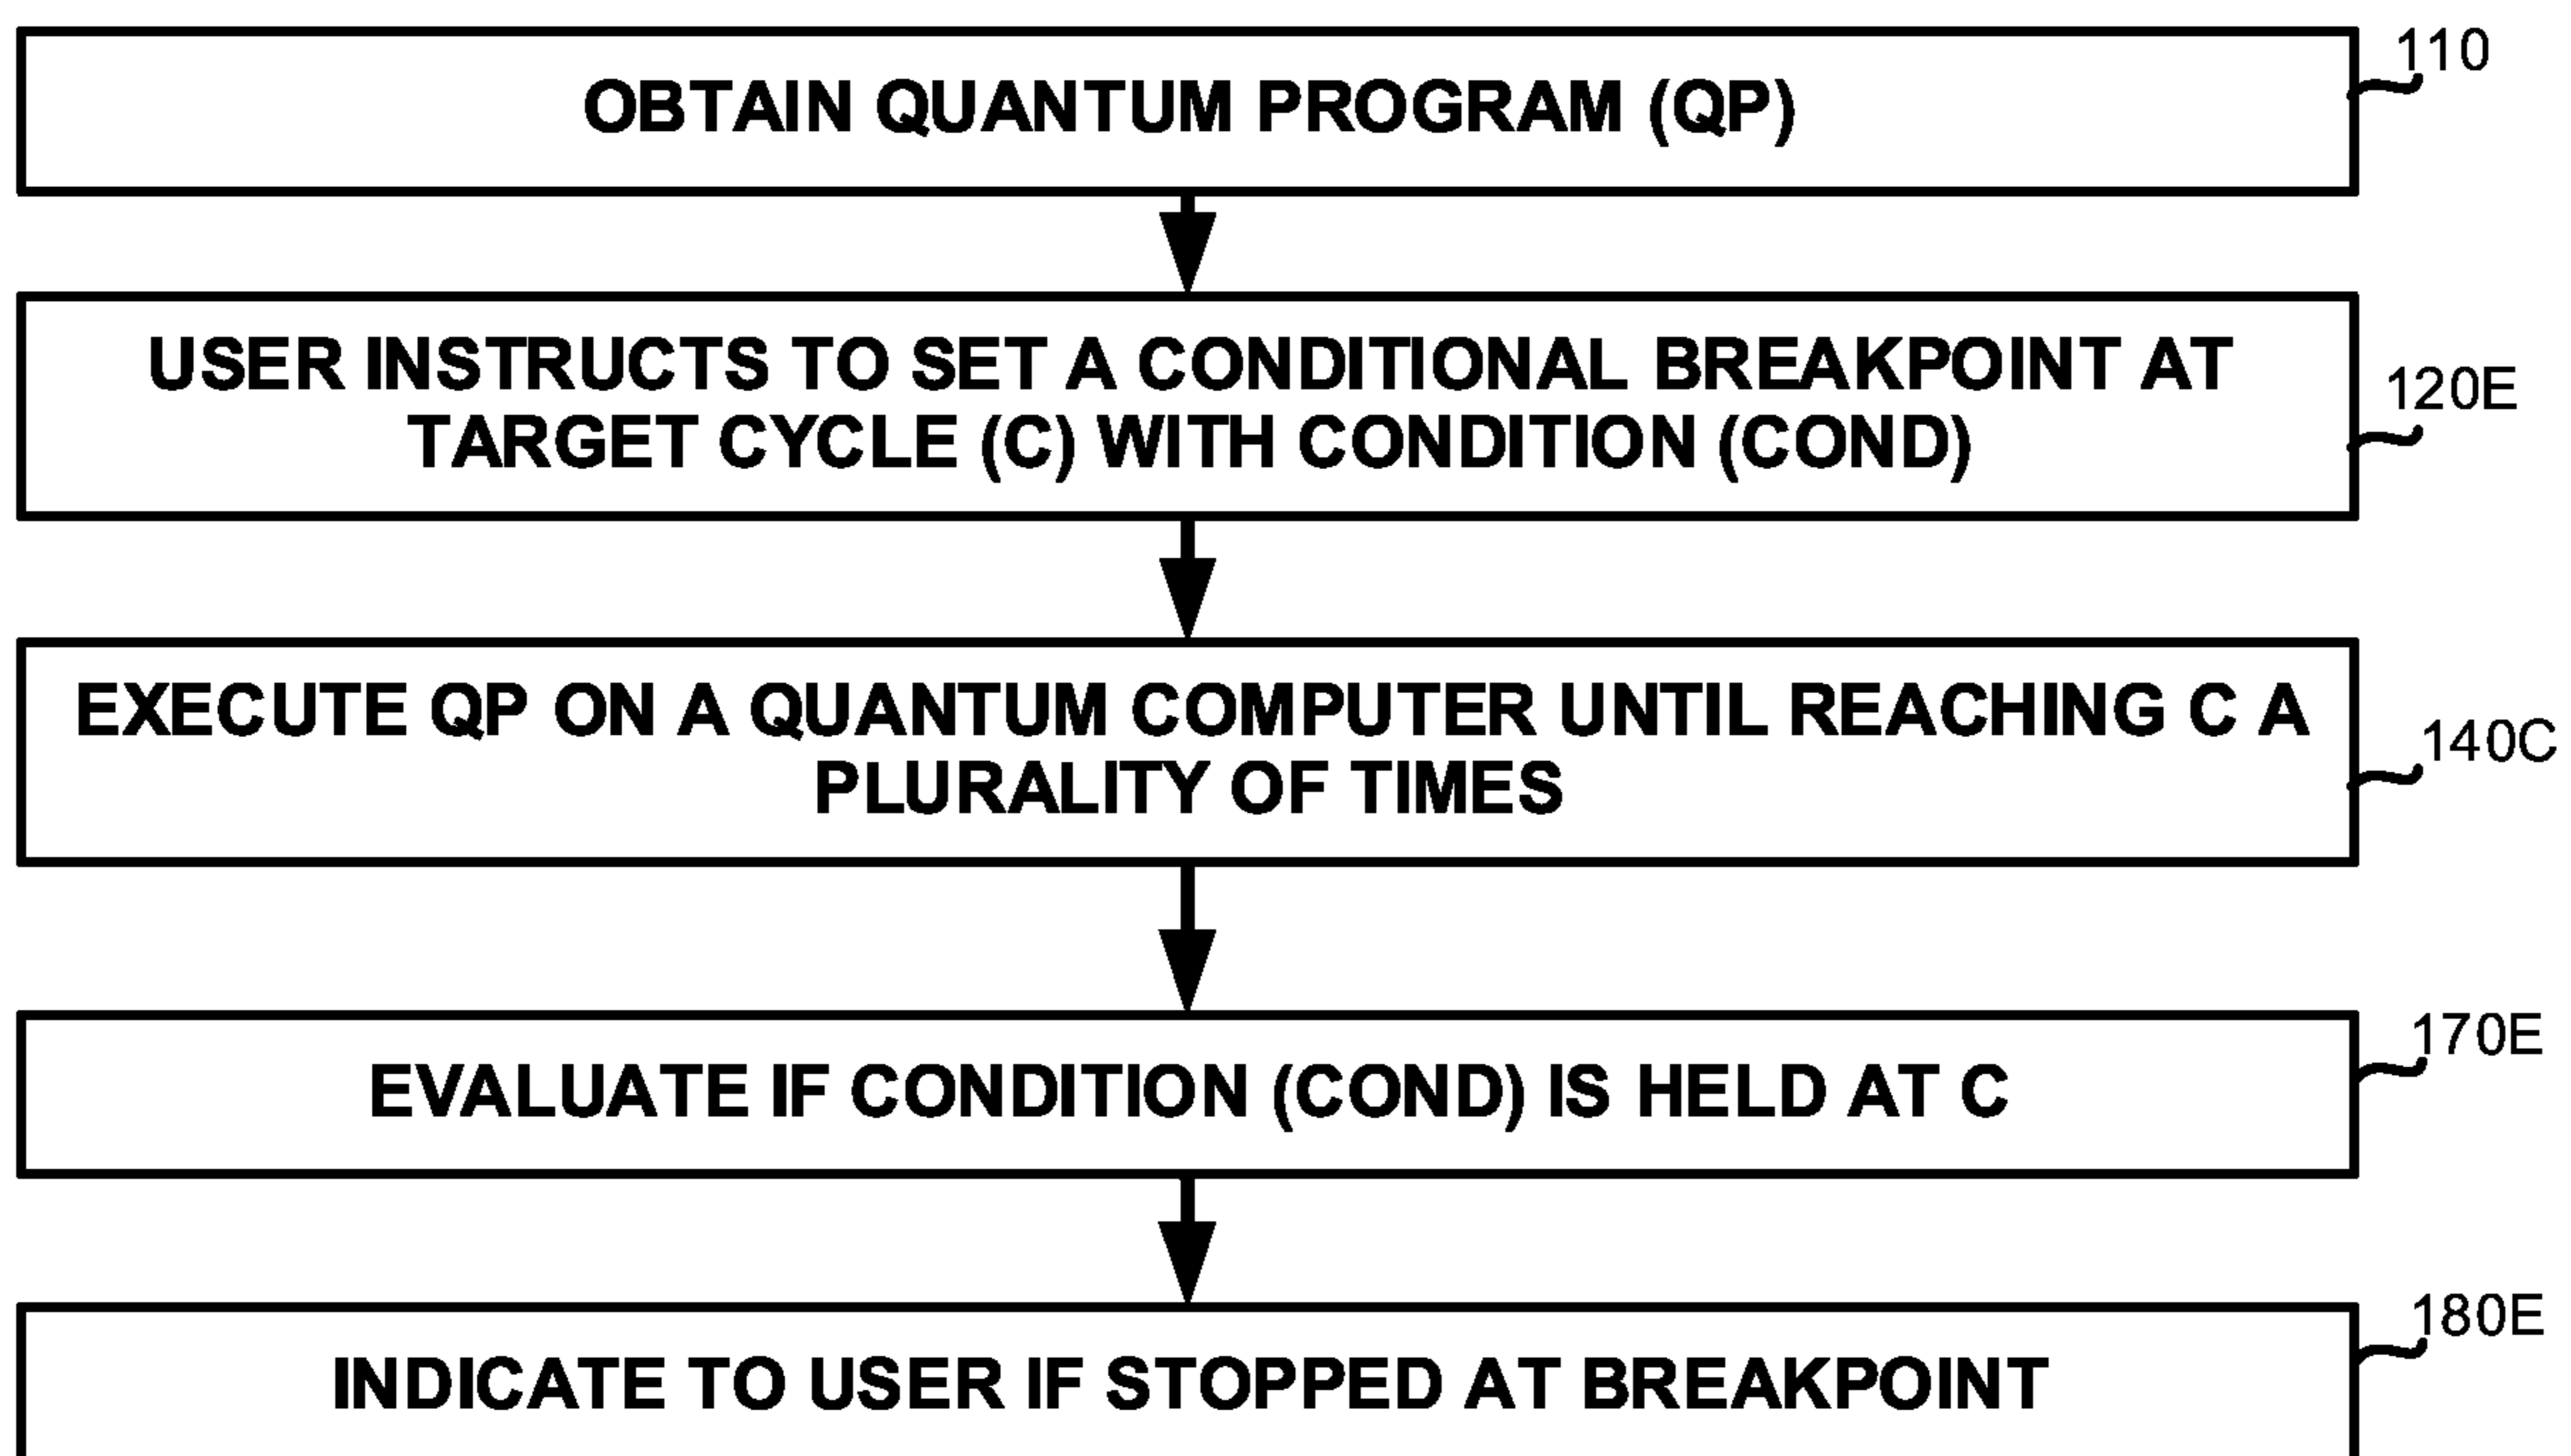 110
OBTAIN QUANTUM PROGRAM (QP)
USER INSTRUCTS TO SET A CONDITIONAL BREAKPOINT AT
TARGET CYCLE (C) WITH CONDITION (COND)
120E
EXECUTE QP ON A QUANTUM COMPUTER UNTIL REACHING C A
PLURALITY OF TIMES
140C
EVALUATE IF CONDITION (COND) IS HELD AT C
170E
INDICATE TO USER IF STOPPED AT BREAKPOINT
180E